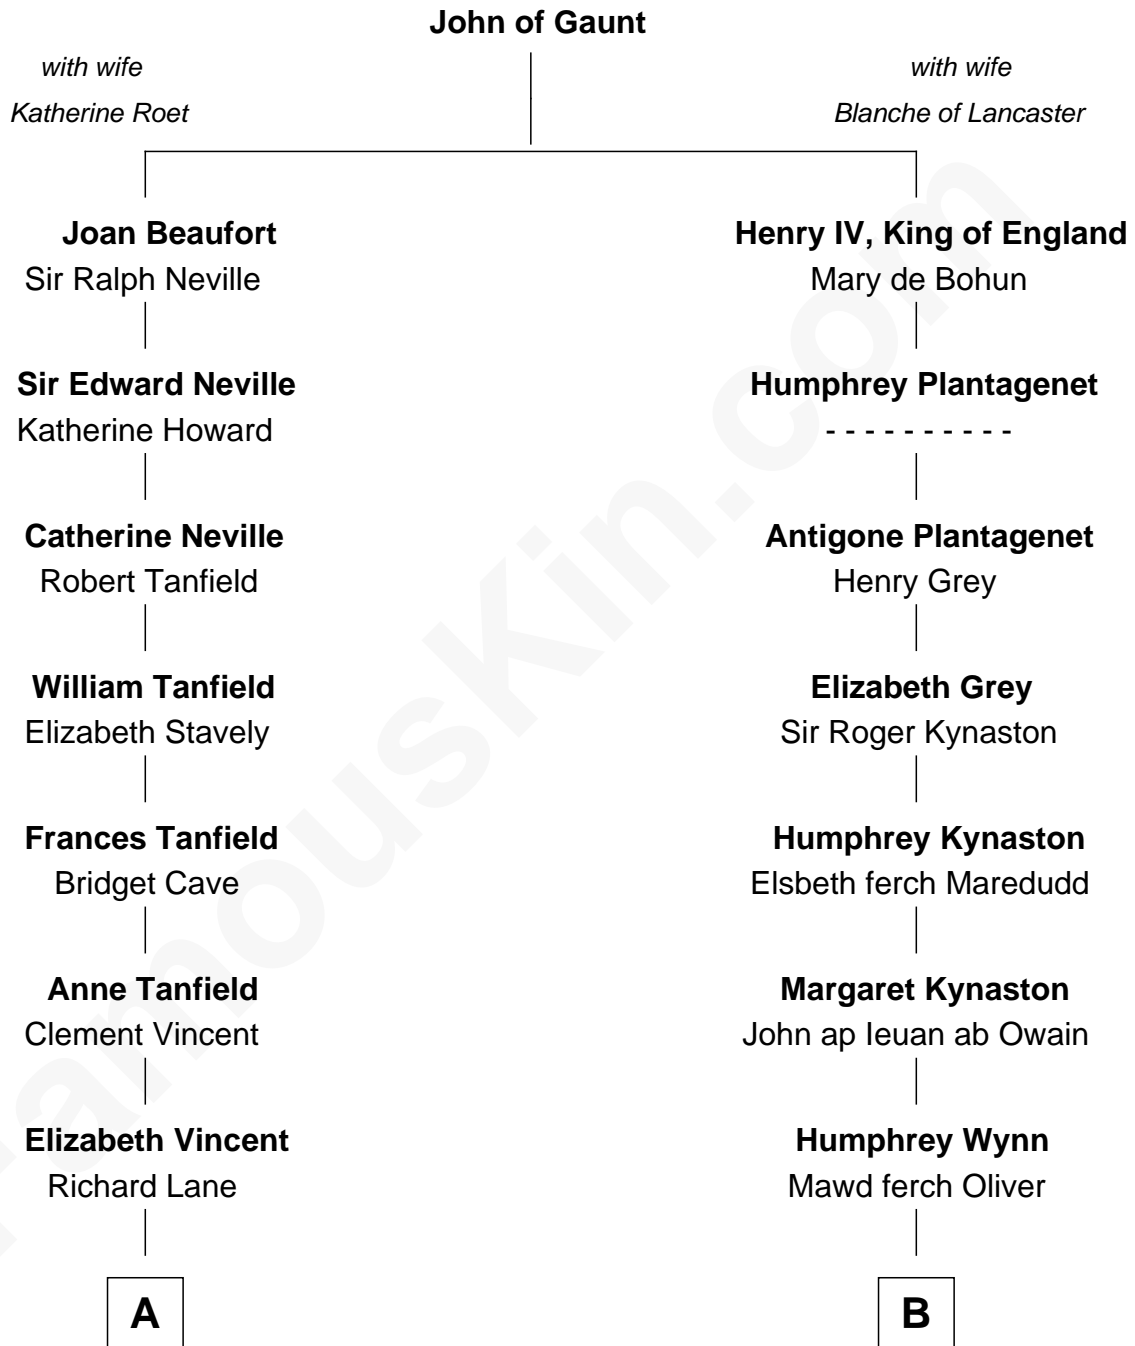 John of Gaunt
with wife
Katherine Roet
with wife
Blanche of Lancaster
Joan Beaufort
Sir Ralph Neville
Henry IV, King of England
Mary de Bohun
Sir Edward Neville
Katherine Howard
Humphrey Plantagenet
- - - - - - - - - -
Catherine Neville
Robert Tanfield
Antigone Plantagenet
Henry Grey
William Tanfield
Elizabeth Stavely
Elizabeth Grey
Sir Roger Kynaston
Frances Tanfield
Bridget Cave
Humphrey Kynaston
Elsbeth ferch Maredudd
Anne Tanfield
Clement Vincent
Margaret Kynaston
John ap Ieuan ab Owain
Elizabeth Vincent
Richard Lane
Humphrey Wynn
Mawd ferch Oliver
A
B
FamousKin.com